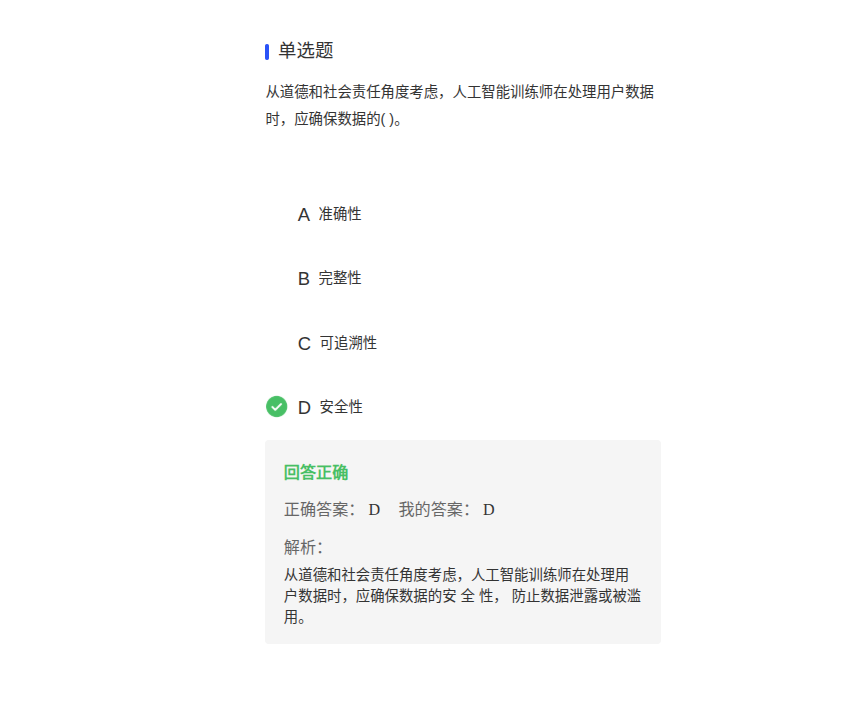 单选题
从道德和社会责任角度考虑，人工智能训练师在处理用户数据
时，应确保数据的( )。
A 准确性
B 完整性
C 可追溯性
D 安全性
回答正确
正确答案： D 我的答案： D
解析：
从道德和社会责任角度考虑，人工智能训练师在处理用
户数据时，应确保数据的安 全 性， 防止数据泄露或被滥
用。